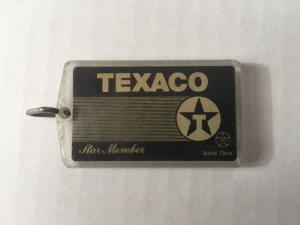 TEXACO
T
Star Member
Valid Thru